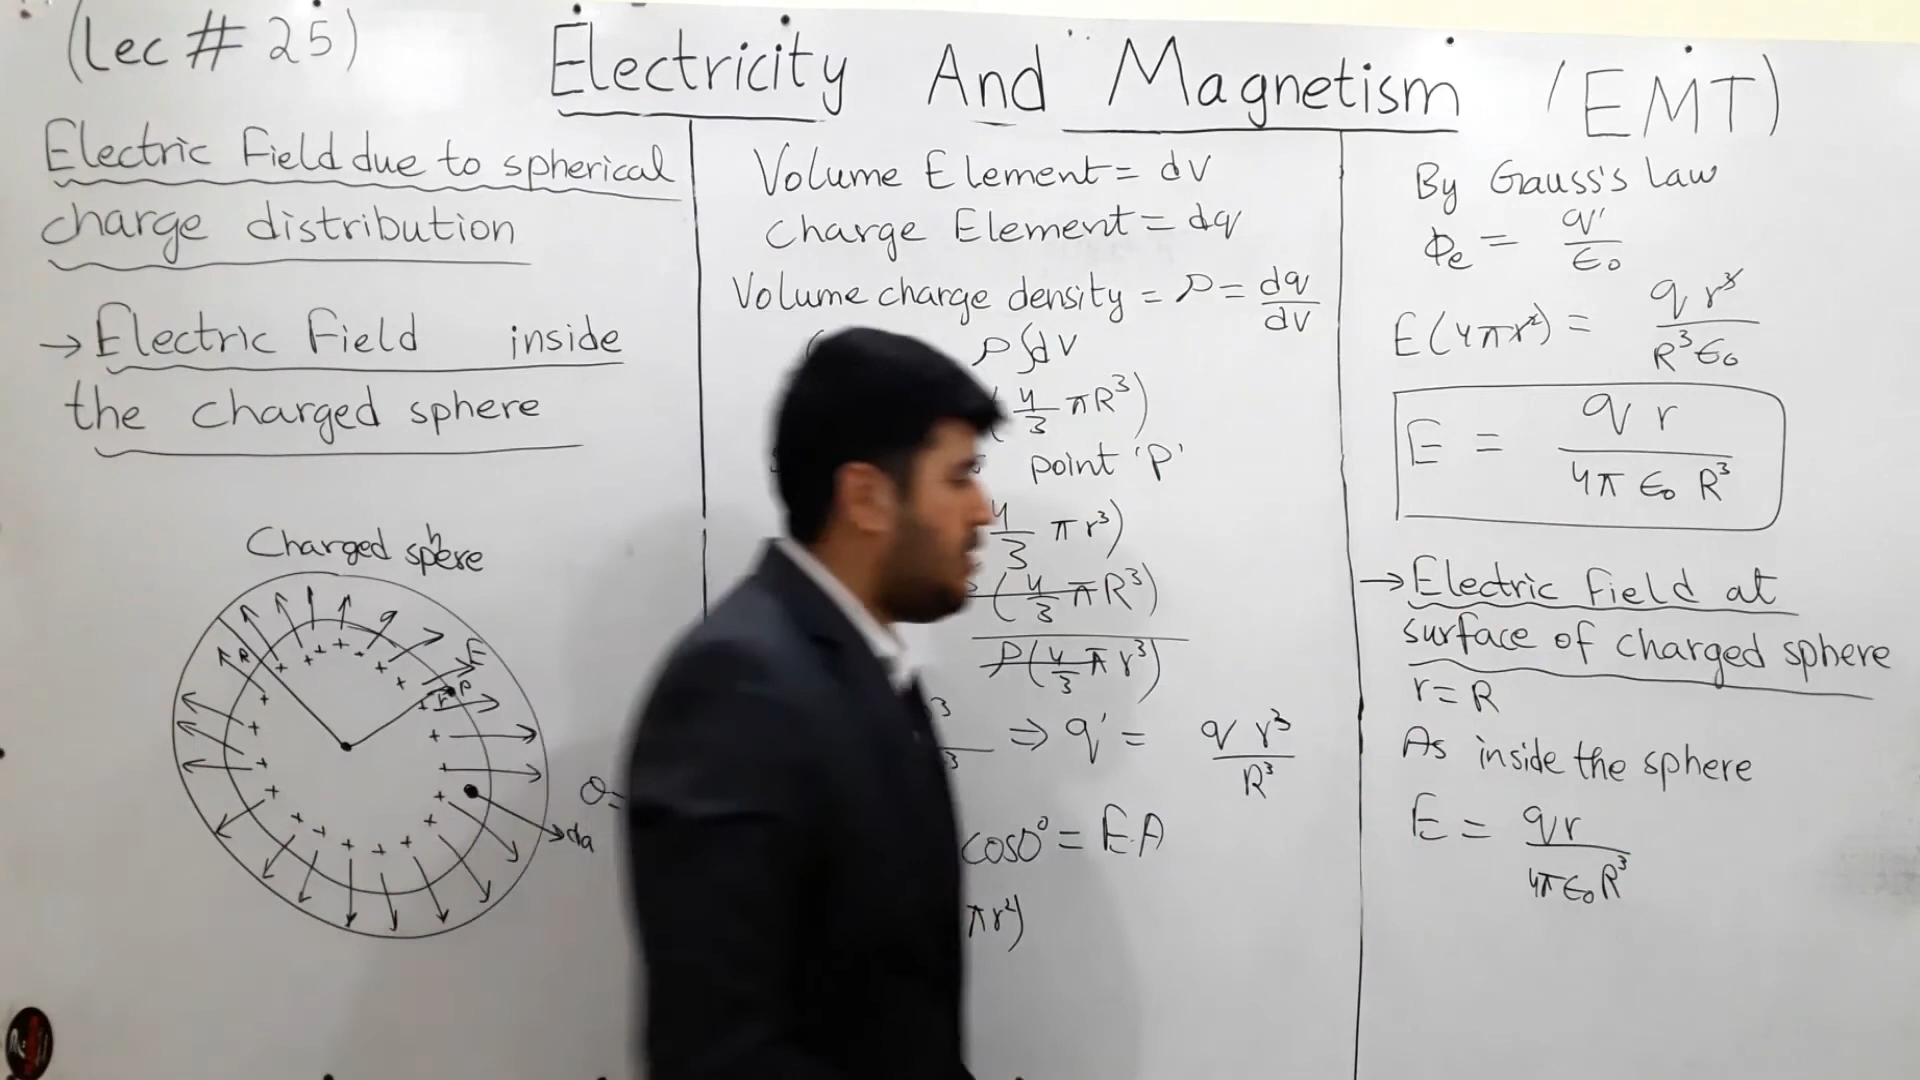 (Lec # 25)
Electricity And Magnetism (EMT)
Electric Field due to spherical
charge distribution
→ Electric Field inside
the charged sphere
Charged sphere
R
q
E
r
P
da
θ=
Volume Element = dv
Charge Element = dq
Volume charge density = ρ = dq/dv
ρ∫dv
(4/3 πR³)
point 'p'
4/3 πr³)
(4/3 πR³)
ρ(4/3 πr³)
⇒ q' = q r³/R³
cos0° = E.A
πr²)
By Gauss's Law
Φe = q'/ϵ₀
E(4πr²) = q r³/R³ϵ₀
E = q r/4π ϵ₀ R³
→ Electric Field at
surface of charged sphere
r = R
As inside the sphere
E = qr/4πϵ₀R³